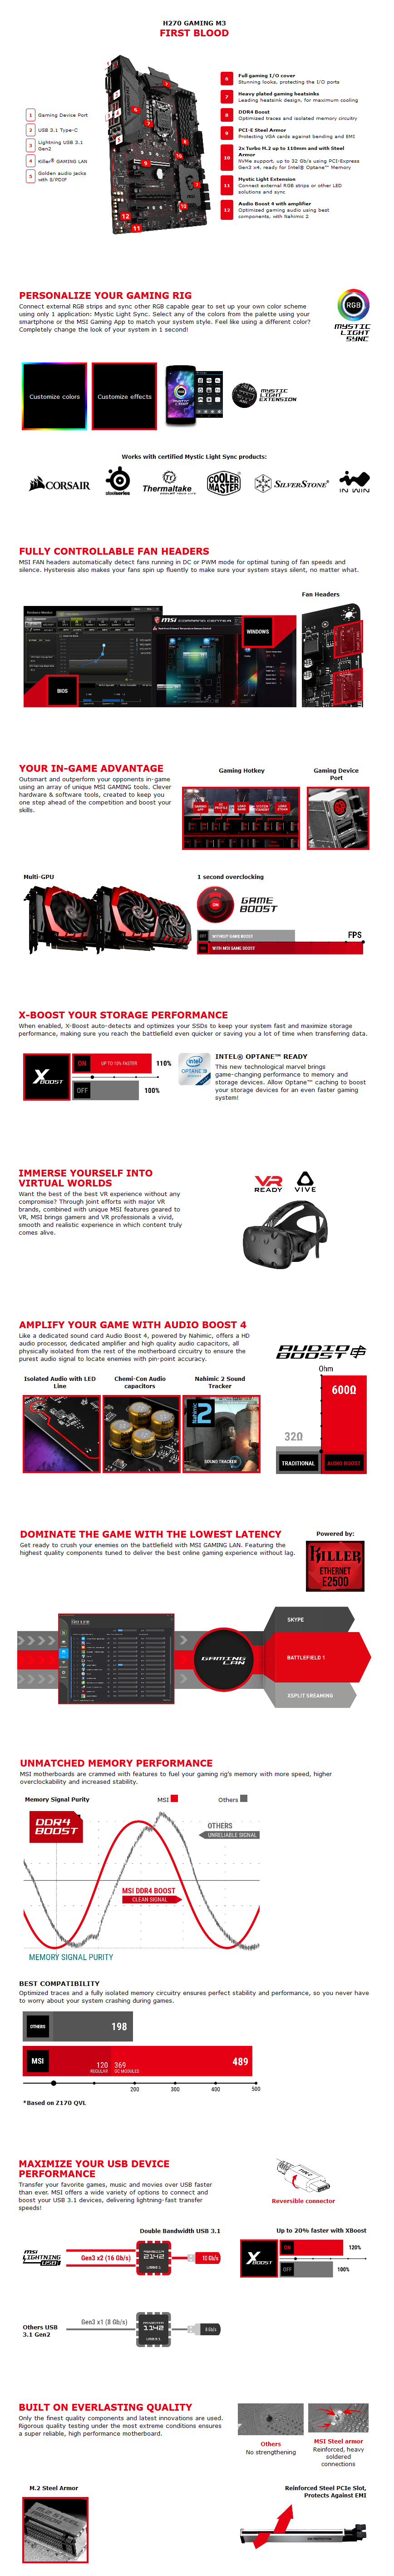 H270 GAMING M3
FIRST BLOOD
1 Gaming Device Port
2 USB 3.1 Type-C
3 Lightning USB 3.1
Gen2
4 Killer® GAMING LAN
5 Golden audio jacks
with S/PDIF
6 Full gaming I/O cover
Stunning looks, protecting the I/O ports
7 Heavy plated gaming heatsinks
Leading heatsink design, for maximum cooling
8 DDR4 Boost
Optimized traces and isolated memory circuitry
9 PCI-E Steel Armor
Protecting VGA cards against bending and EMI
10 2x Turbo M.2 up to 110mm and with Steel
Armor
NVMe support, up to 32 Gb/s using PCI-Express
Gen3 x4, ready for Intel® Optane™ Memory
11 Mystic Light Extension
Connect external RGB strips or other LED
solutions and sync
12 Audio Boost 4 with amplifier
Optimized gaming audio using best
components, with Nahimic 2
PERSONALIZE YOUR GAMING RIG
Connect external RGB strips and sync other RGB capable gear to set up your own color scheme
using only 1 application: Mystic Light Sync. Select any of the colors from the palette using your
smartphone or the MSI Gaming App to match your system style. Feel like using a different color?
Completely change the look of your system in 1 second!
RGB
MYSTIC
LIGHT
SYNC
Customize colors
Customize effects
MYSTIC
LIGHT
EXTENSION
Works with certified Mystic Light Sync products:
CORSAIR
steelseries
Thermaltake
COOLER
MASTER
SILVERSTONE
IN WIN
FULLY CONTROLLABLE FAN HEADERS
MSI FAN headers automatically detect fans running in DC or PWM mode for optimal tuning of fan speeds and
silence. Hysteresis also makes your fans spin up fluently to make sure your system stays silent, no matter what.
Fan Headers
BIOS
msi COMMAND CENTER
WINDOWS
YOUR IN-GAME ADVANTAGE
Outsmart and outperform your opponents in-game
using an array of unique MSI GAMING tools. Clever
hardware & software tools, created to keep you
one step ahead of the competition and boost your
skills.
Gaming Hotkey
Gaming Device
Port
Multi-GPU
1 second overclocking
ON
GAME
BOOST
FPS
OFF WITHOUT GAME BOOST
ON WITH MSI GAME BOOST
X-BOOST YOUR STORAGE PERFORMANCE
When enabled, X-Boost auto-detects and optimizes your SSDs to keep your system fast and maximize storage
performance, making sure you reach the battlefield even quicker or saving you a lot of time when transferring data.
X BOOST
ON UP TO 10% FASTER 110%
OFF 100%
intel
OPTANE
INTEL® OPTANE™ READY
This new technological marvel brings
game-changing performance to memory and
storage devices. Allow Optane™ caching to boost
your storage devices for an even faster gaming
system!
IMMERSE YOURSELF INTO
VIRTUAL WORLDS
Want the best of the best VR experience without any
compromise? Through joint efforts with major VR
brands, combined with unique MSI features geared to
VR, MSI brings gamers and VR professionals a vivid,
smooth and realistic experience in which content truly
comes alive.
VR
READY
VIVE
AMPLIFY YOUR GAME WITH AUDIO BOOST 4
Like a dedicated sound card Audio Boost 4, powered by Nahimic, offers a HD
audio processor, dedicated amplifier and high quality audio capacitors, all
physically isolated from the rest of the motherboard circuitry to ensure the
purest audio signal to locate enemies with pin-point accuracy.
AUDIO
BOOST 4
Isolated Audio with LED
Line
Chemi-Con Audio
capacitors
Nahimic 2 Sound
Tracker
SOUND TRACKER
Ohm
600Ω
32Ω
TRADITIONAL
AUDIO BOOST
DOMINATE THE GAME WITH THE LOWEST LATENCY
Get ready to crush your enemies on the battlefield with MSI GAMING LAN. Featuring the
highest quality components tuned to deliver the best online gaming experience without lag.
Powered by:
KILLER
ETHERNET
E2500
GAMING
LAN
SKYPE
BATTLEFIELD 1
XSPLIT SREAMING
UNMATCHED MEMORY PERFORMANCE
MSI motherboards are crammed with features to fuel your gaming rig's memory with more speed, higher
overclockability and increased stability.
Memory Signal Purity
MSI
Others
DDR4
BOOST
OTHERS
UNRELIABLE SIGNAL
MSI DDR4 BOOST
CLEAN SIGNAL
MEMORY SIGNAL PURITY
BEST COMPATIBILITY
Optimized traces and a fully isolated memory circuitry ensures perfect stability and performance, so you never have
to worry about your system crashing during games.
OTHERS 198
MSI 120 REGULAR 369 OC MODULES 489
200 300 400 500
*Based on Z170 QVL
MAXIMIZE YOUR USB DEVICE
PERFORMANCE
Transfer your favorite games, music and movies over USB faster
than ever. MSI offers a wide variety of options to connect and
boost your USB 3.1 devices, delivering lightning-fast transfer
speeds!
Reversible connector
Double Bandwidth USB 3.1
msi
LIGHTNING
USB
Gen3 x2 (16 Gb/s)
2142
USB 3.1
10 Gb/s
Others USB
3.1 Gen2
Gen3 x1 (8 Gb/s)
1142
USB 3.1
8 Gb/s
Up to 20% faster with XBoost
X BOOST
ON 120%
OFF 100%
BUILT ON EVERLASTING QUALITY
Only the finest quality components and latest innovations are used.
Rigorous quality testing under the most extreme conditions ensures
a super reliable, high performance motherboard.
Others
No strengthening
MSI Steel armor
Reinforced, heavy
soldered
connections
M.2 Steel Armor
Reinforced Steel PCIe Slot,
Protects Against EMI